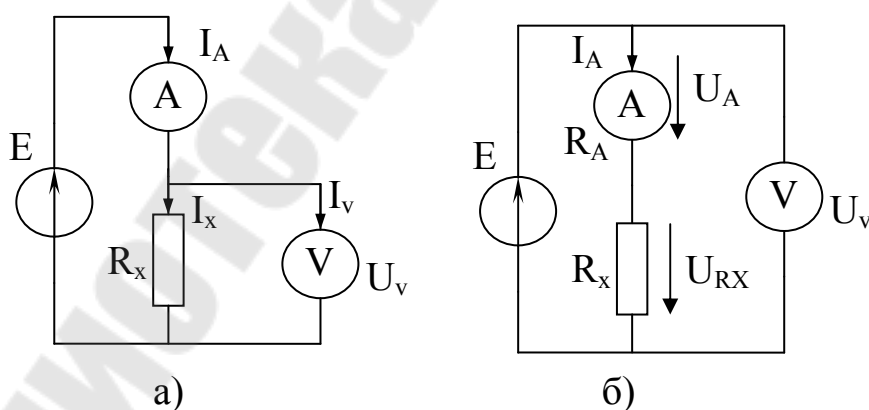 I_A
A
E
I_x
I_v
R_x
V
U_v
а)
I_A
A
U_A
R_A
E
V
U_v
R_x
U_RX
б)